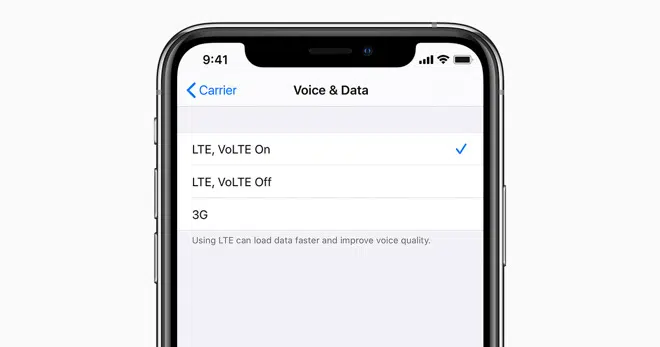 9:41
Carrier
Voice & Data
LTE, VoLTE On
LTE, VoLTE Off
3G
Using LTE can load data faster and improve voice quality.